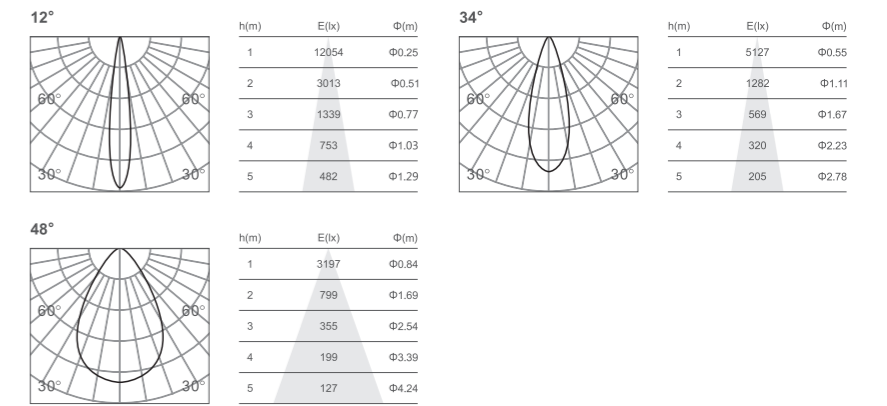 12°
60° 60°
30° 30°
h(m) E(lx) Φ(m)
1 12054 Φ0.25
2 3013 Φ0.51
3 1339 Φ0.77
4 753 Φ1.03
5 482 Φ1.29
34°
60° 60°
30° 30°
h(m) E(lx) Φ(m)
1 5127 Φ0.55
2 1282 Φ1.11
3 569 Φ1.67
4 320 Φ2.23
5 205 Φ2.78
48°
60° 60°
30° 30°
h(m) E(lx) Φ(m)
1 3197 Φ0.84
2 799 Φ1.69
3 355 Φ2.54
4 199 Φ3.39
5 127 Φ4.24